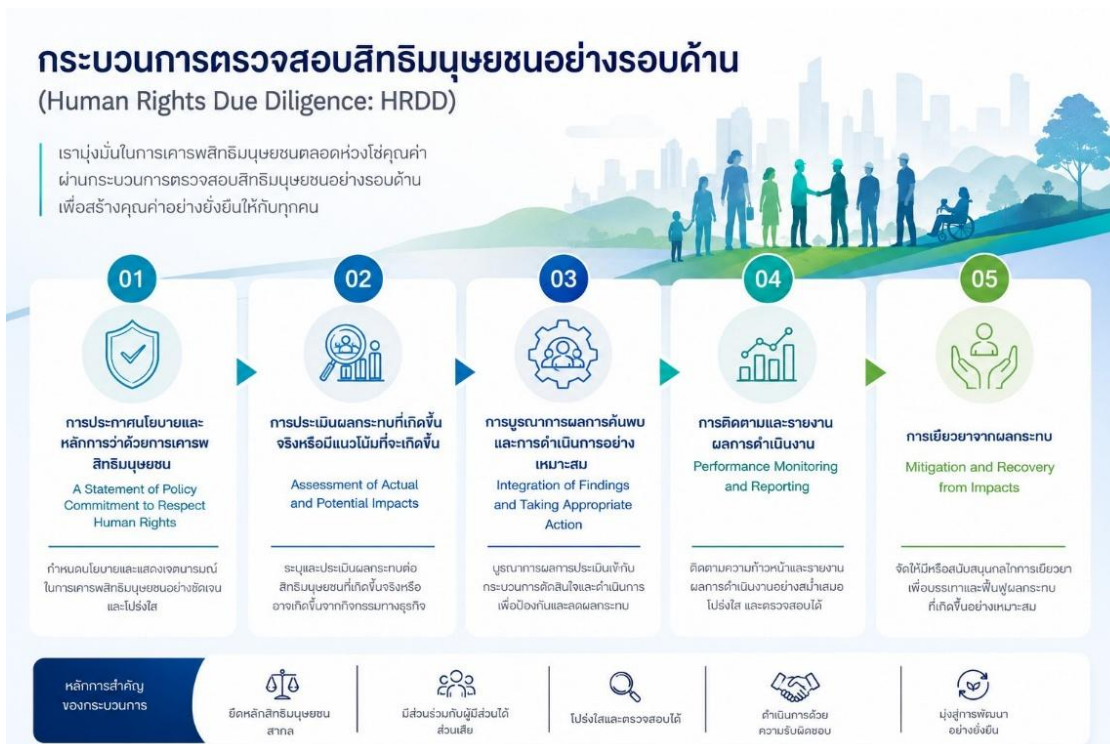 กระบวนการตรวจสอบสิทธิมนุษยชนอย่างรอบด้าน
(Human Rights Due Diligence: HRDD)
เรามุ่งมั่นในการเคารพสิทธิมนุษยชนตลอดห่วงโซ่คุณค่า
ผ่านกระบวนการตรวจสอบสิทธิมนุษยชนอย่างรอบด้าน
เพื่อสร้างคุณค่าอย่างยั่งยืนให้กับทุกคน
01
การประกาศนโยบายและ
หลักการว่าด้วยการเคารพ
สิทธิมนุษยชน
A Statement of Policy
Commitment to Respect
Human Rights
กำหนดนโยบายและแสดงเจตนารมณ์
ในการเคารพสิทธิมนุษยชนอย่างชัดเจน
และโปร่งใส
02
การประเมินผลกระทบที่เกิดขึ้น
จริงหรือมีแนวโน้มที่จะเกิดขึ้น
Assessment of Actual
and Potential Impacts
ระบุและประเมินผลกระทบต่อ
สิทธิมนุษยชนที่เกิดขึ้นจริงหรือ
อาจเกิดขึ้นจากกิจกรรมทางธุรกิจ
03
การบูรณาการผลการค้นพบ
และการดำเนินการอย่าง
เหมาะสม
Integration of Findings
and Taking Appropriate
Action
บูรณาการผลการประเมินเข้ากับ
กระบวนการตัดสินใจและดำเนินการ
เพื่อป้องกันและลดผลกระทบ
04
การติดตามและรายงาน
ผลการดำเนินงาน
Performance Monitoring
and Reporting
ติดตามความก้าวหน้าและรายงาน
ผลการดำเนินงานอย่างสม่ำเสมอ
โปร่งใส และตรวจสอบได้
05
การเยียวยาจากผลกระทบ
Mitigation and Recovery
from Impacts
จัดให้มีหรือสนับสนุนกลไกการเยียวยา
เพื่อบรรเทาและฟื้นฟูผลกระทบ
ที่เกิดขึ้นอย่างเหมาะสม
หลักการสำคัญ
ของกระบวนการ
ยึดหลักสิทธิมนุษยชน
สากล
มีส่วนร่วมกับผู้มีส่วนได้
ส่วนเสีย
โปร่งใสและตรวจสอบได้
ดำเนินการด้วย
ความรับผิดชอบ
มุ่งสู่การพัฒนา
อย่างยั่งยืน